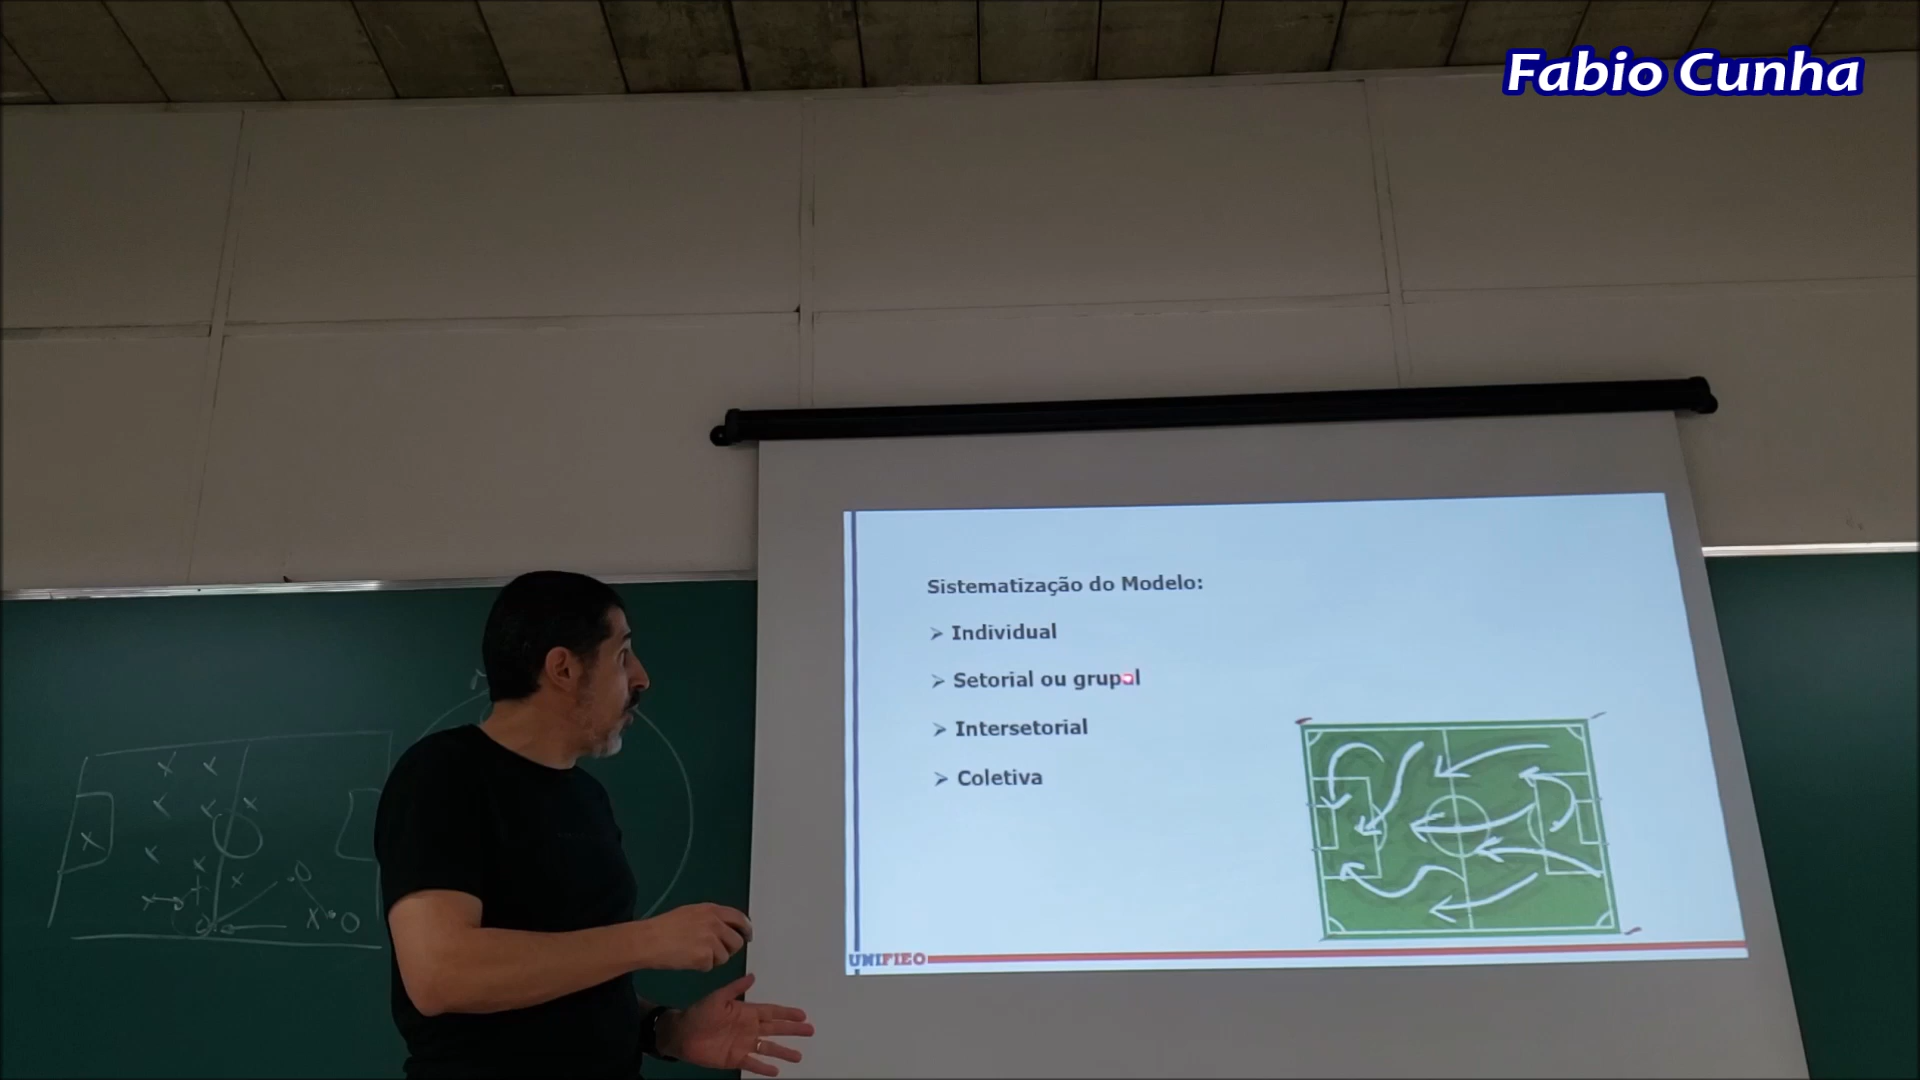 Fabio Cunha
Sistematização do Modelo:
➢ Individual
➢ Setorial ou grupal
➢ Intersetorial
➢ Coletiva
UNIFIEO
X X
X X X
X X
X X
X
X O
X O